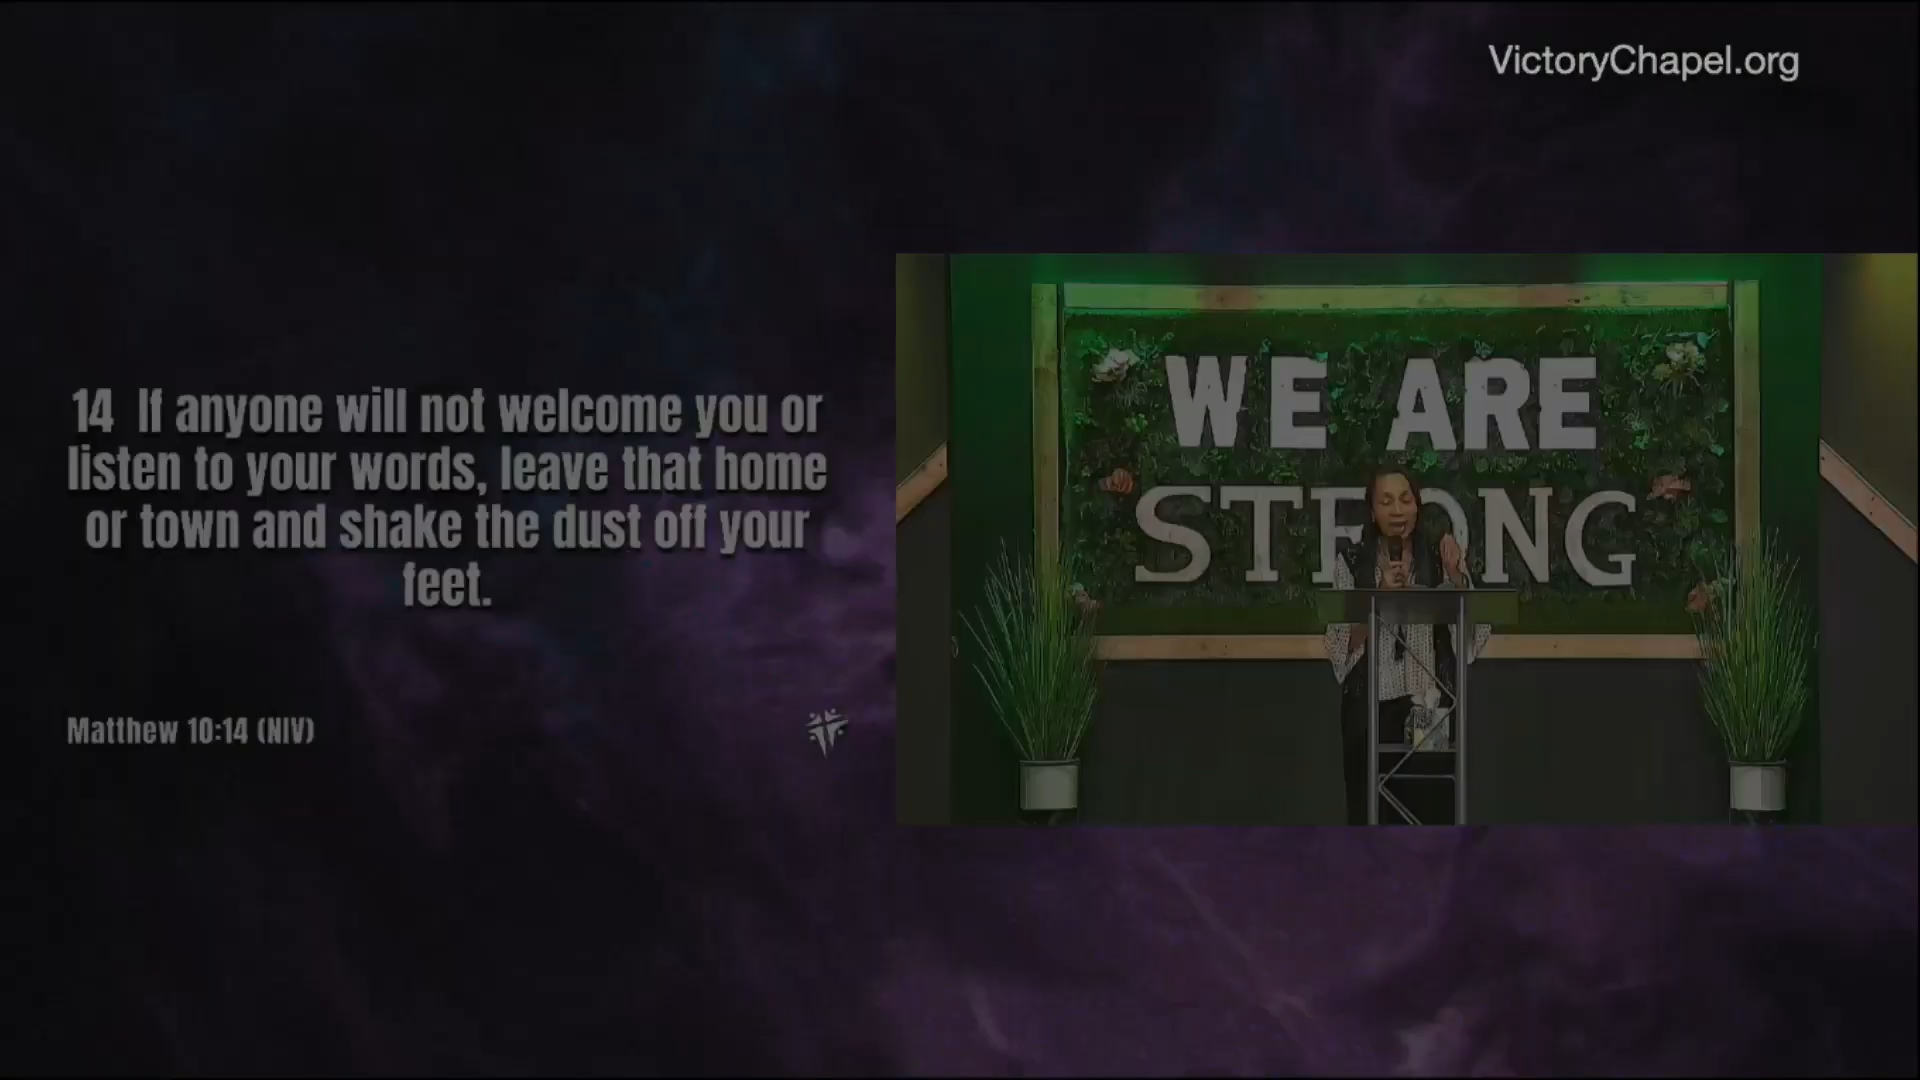 VictoryChapel.org
14 If anyone will not welcome you or
listen to your words, leave that home
or town and shake the dust off your
feet.
Matthew 10:14 (NIV)
WE ARE
STRONG